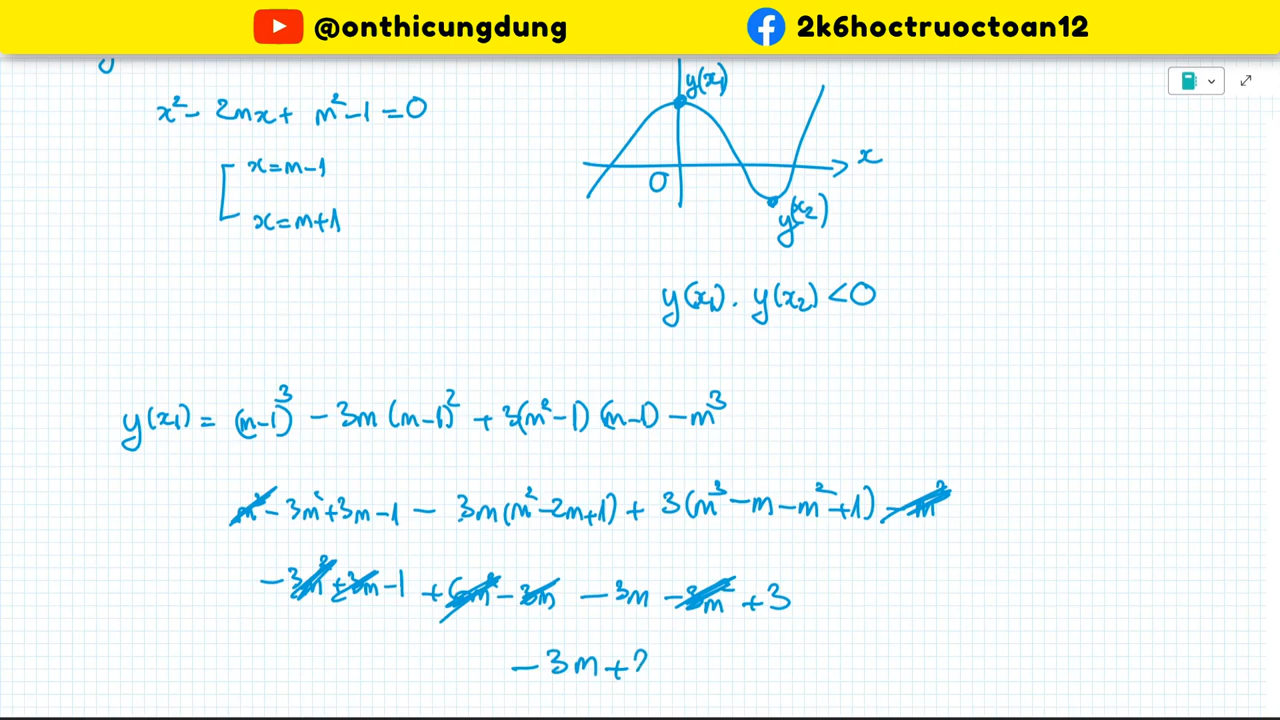 @onthicungdung
2k6hoctruoctoan12
x² - 2mx + m² - 1 = 0
x = m - 1
x = m + 1
y(x₁)
x
O
y(x₂)
y(x₁) . y(x₂) < 0
y(x₁) = (m-1)³ - 3m(m-1)² + 3(m²-1)(m-1) - m³
m³ - 3m² + 3m - 1 - 3m(m² - 2m + 1) + 3(m³ - m - m² + 1) - m³
- 3m² + 3m - 1 + 6m² - 3m - 3m - 3m² + 3
- 3m + 2